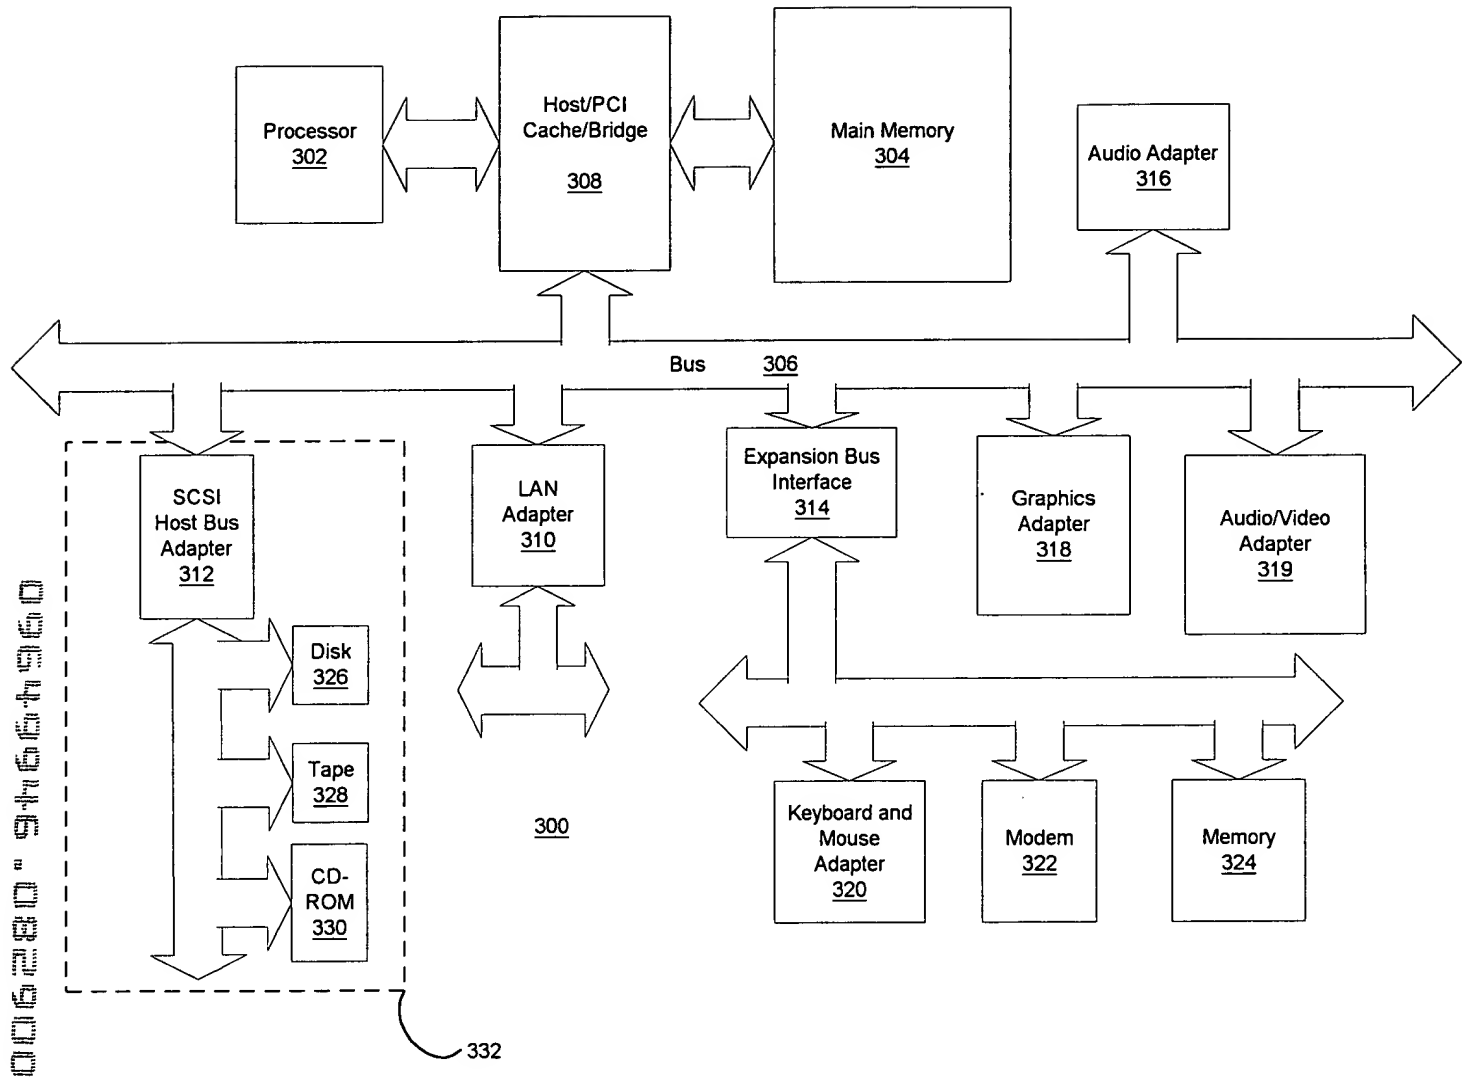 Processor
302
Host/PCI
Cache/Bridge
308
Main Memory
304
Audio Adapter
316
Bus 306
SCSI
Host Bus
Adapter
312
LAN
Adapter
310
Expansion Bus
Interface
314
Graphics
Adapter
318
Audio/Video
Adapter
319
Disk
326
Tape
328
CD-
ROM
330
300
Keyboard and
Mouse
Adapter
320
Modem
322
Memory
324
332